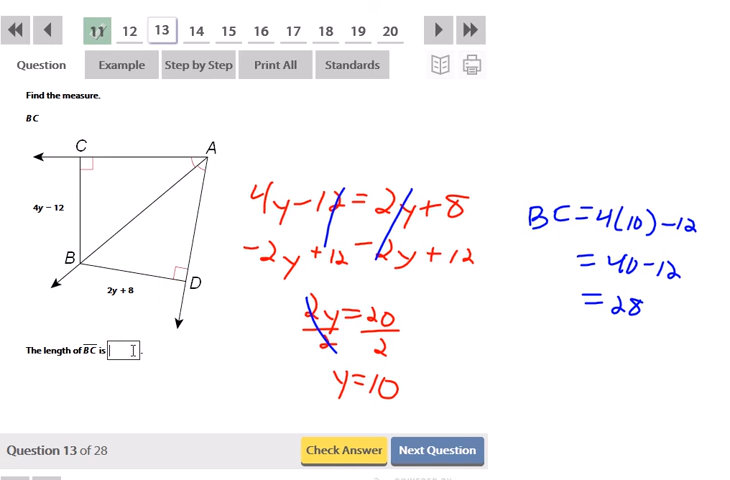 11 12 13 14 15 16 17 18 19 20
Question Example Step by Step Print All Standards
Find the measure.
BC
C A
4y − 12
B D
2y + 8
The length of BC is .
4y - 12 = 2y + 8
-2y + 12 - 2y + 12
2y = 20
2 2
y = 10
BC = 4(10) - 12
= 40 - 12
= 28
Question 13 of 28 Check Answer Next Question